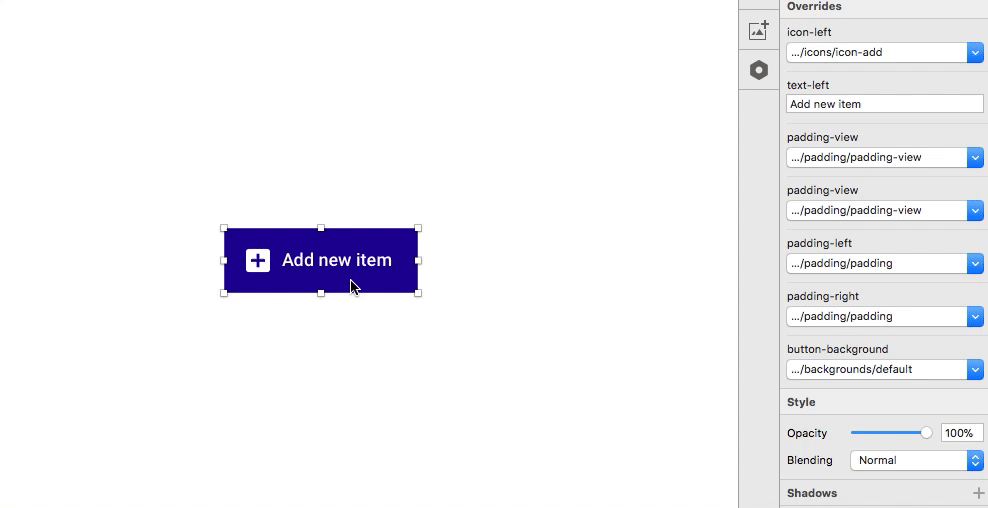 Add new item
Overrides
icon-left
.../icons/icon-add
text-left
Add new item
padding-view
.../padding/padding-view
padding-view
.../padding/padding-view
padding-left
.../padding/padding
padding-right
.../padding/padding
button-background
.../backgrounds/default
Style
Opacity 100%
Blending Normal
Shadows